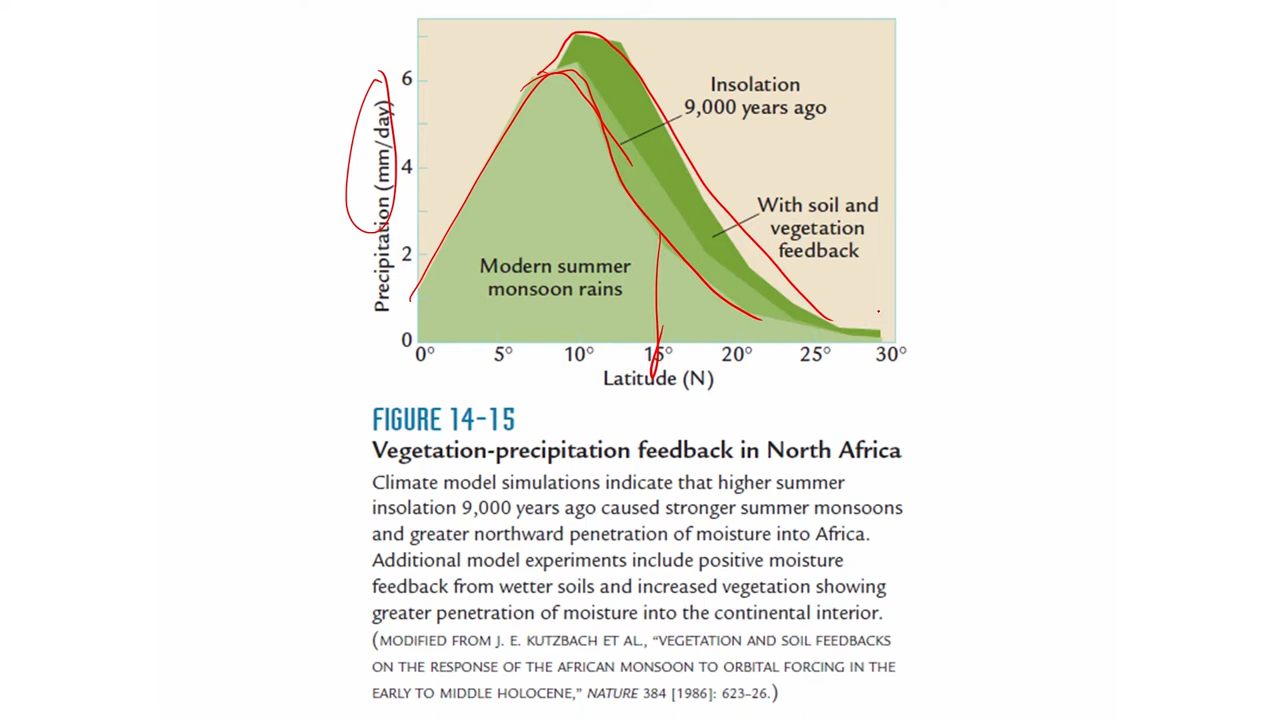 Precipitation (mm/day)
6
4
2
0
Insolation
9,000 years ago
With soil and
vegetation
feedback
Modern summer
monsoon rains
0° 5° 10° 15° 20° 25° 30°
Latitude (N)
FIGURE 14–15
Vegetation-precipitation feedback in North Africa
Climate model simulations indicate that higher summer
insolation 9,000 years ago caused stronger summer monsoons
and greater northward penetration of moisture into Africa.
Additional model experiments include positive moisture
feedback from wetter soils and increased vegetation showing
greater penetration of moisture into the continental interior.
(MODIFIED FROM J. E. KUTZBACH ET AL., “VEGETATION AND SOIL FEEDBACKS
ON THE RESPONSE OF THE AFRICAN MONSOON TO ORBITAL FORCING IN THE
EARLY TO MIDDLE HOLOCENE,” NATURE 384 [1986]: 623–26.)